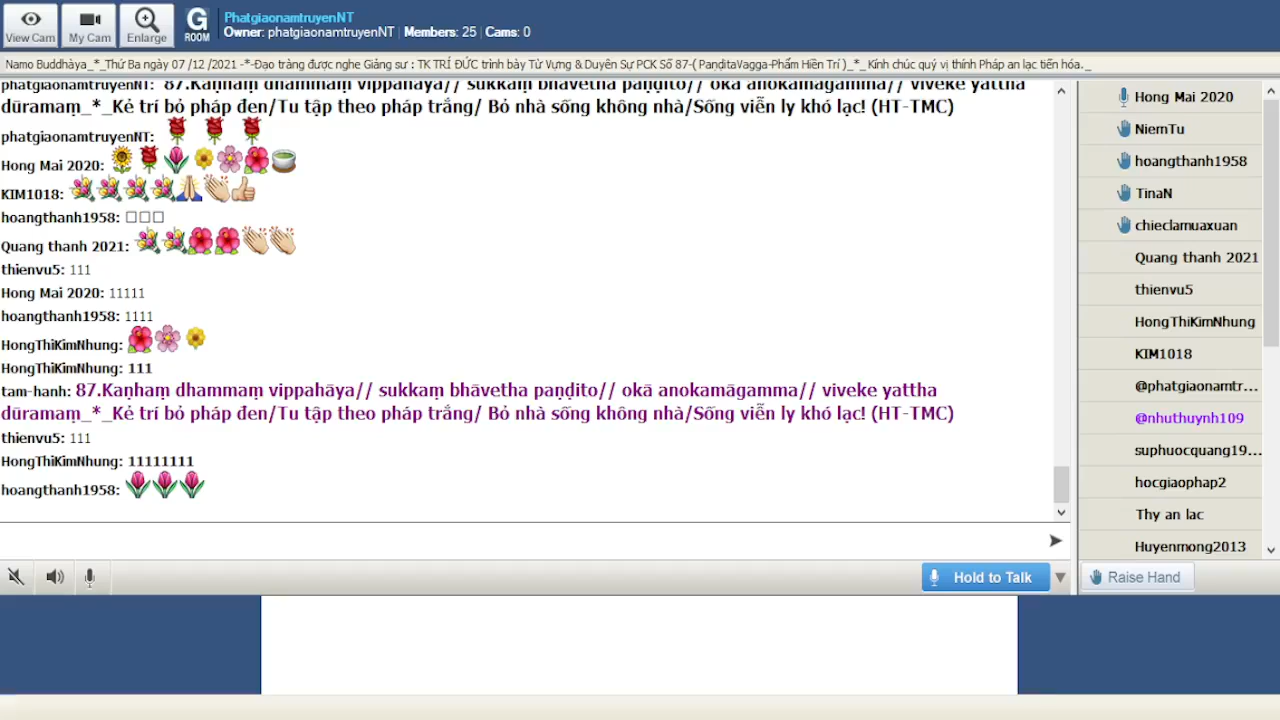 View Cam
My Cam
Enlarge
G
ROOM
PhatgiaonamtruyenNT
Owner: phatgiaonamtruyenNT | Members: 25 | Cams: 0
Namo Buddhàya_*_Thứ Ba ngày 07 /12 /2021 -*-Đạo tràng được nghe Giảng sư : TK TRÍ ĐỨC trình bày Từ Vựng & Duyên Sự PCK Số 87-( PaṇḍitaVagga-Phẩm Hiền Trí )_*_ Kính chúc quý vị thính Pháp an lạc tiến hóa._
phatgiaonamtruyenNT: 87.Kaṇhaṃ dhammaṃ vippahāya// sukkaṃ bhāvetha paṇḍito// okā anokamāgamma// viveke yattha
dūramaṃ_*_Kẻ trí bỏ pháp đen/Tu tập theo pháp trắng/ Bỏ nhà sống không nhà/Sống viễn ly khó lạc! (HT-TMC)
phatgiaonamtruyenNT:
Hong Mai 2020:
KIM1018:
hoangthanh1958: □□□
Quang thanh 2021:
thienvu5: 111
Hong Mai 2020: 11111
hoangthanh1958: 1111
HongThiKimNhung:
HongThiKimNhung: 111
tam-hanh: 87.Kaṇhaṃ dhammaṃ vippahāya// sukkaṃ bhāvetha paṇḍito// okā anokamāgamma// viveke yattha
dūramaṃ_*_Kẻ trí bỏ pháp đen/Tu tập theo pháp trắng/ Bỏ nhà sống không nhà/Sống viễn ly khó lạc! (HT-TMC)
thienvu5: 111
HongThiKimNhung: 11111111
hoangthanh1958:
Hold to Talk
Hong Mai 2020
NiemTu
hoangthanh1958
TinaN
chieclamuaxuan
Quang thanh 2021
thienvu5
HongThiKimNhung
KIM1018
@phatgiaonamtr...
@nhuthuynh109
suphuocquang19...
hocgiaophap2
Thy an lac
Huyenmong2013
Raise Hand